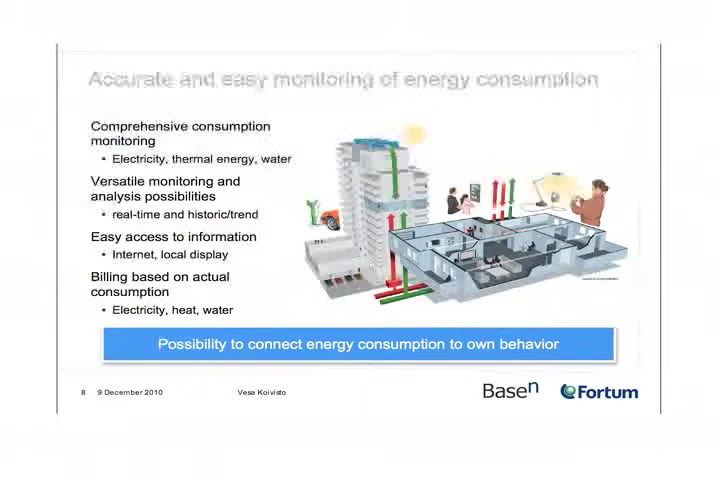 Accurate and easy monitoring of energy consumption
Comprehensive consumption
monitoring
• Electricity, thermal energy, water
Versatile monitoring and
analysis possibilities
• real-time and historic/trend
Easy access to information
• Internet, local display
Billing based on actual
consumption
• Electricity, heat, water
Possibility to connect energy consumption to own behavior
8 9 December 2010 Vesa Koivisto
Basen Fortum